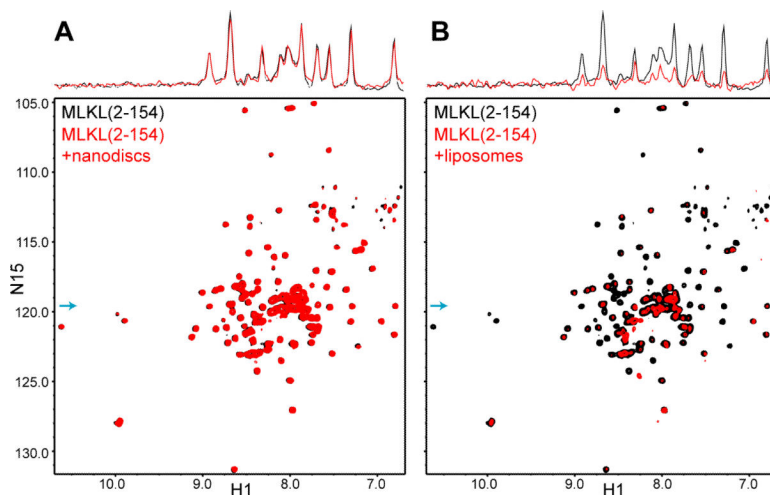 A
B
MLKL(2-154)
MLKL(2-154)
+nanodiscs
MLKL(2-154)
MLKL(2-154)
+liposomes
105.0
110.0
115.0
120.0
125.0
130.0
N15
10.0 9.0 8.0 7.0
H1
10.0 9.0 8.0 7.0
H1